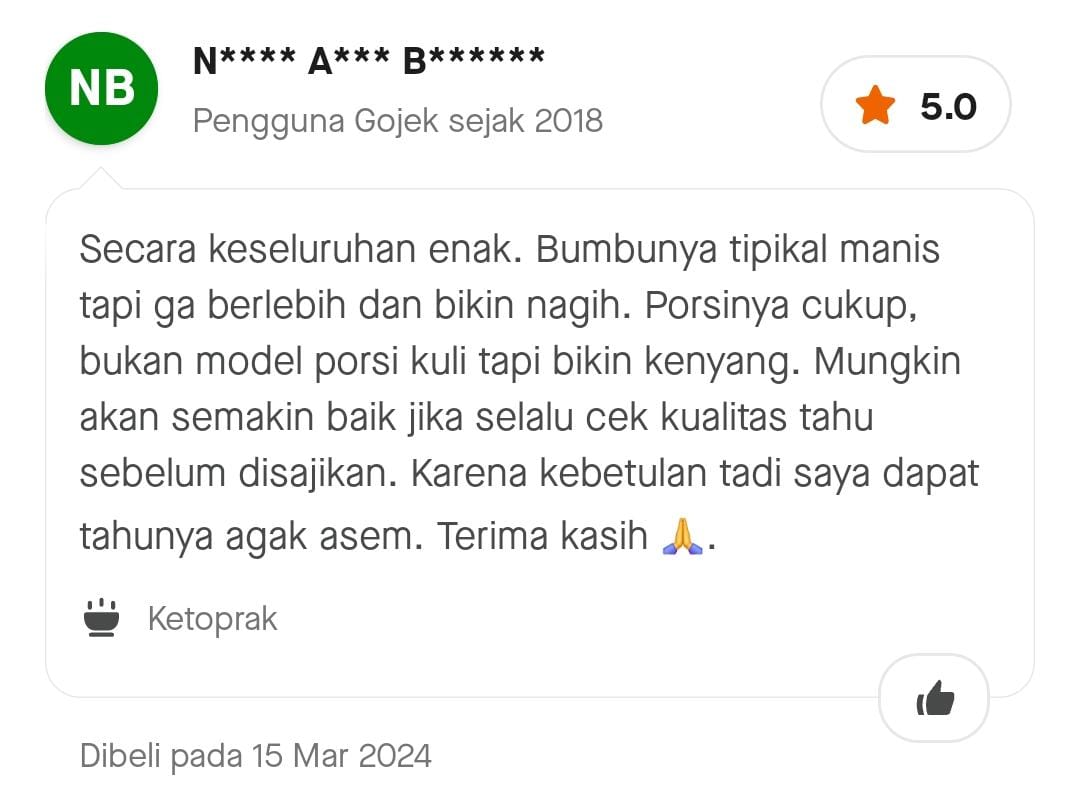 NB
N**** A*** B******
Pengguna Gojek sejak 2018
5.0
Secara keseluruhan enak. Bumbunya tipikal manis
tapi ga berlebih dan bikin nagih. Porsinya cukup,
bukan model porsi kuli tapi bikin kenyang. Mungkin
akan semakin baik jika selalu cek kualitas tahu
sebelum disajikan. Karena kebetulan tadi saya dapat
tahunya agak asem. Terima kasih 🙏.
Ketoprak
Dibeli pada 15 Mar 2024